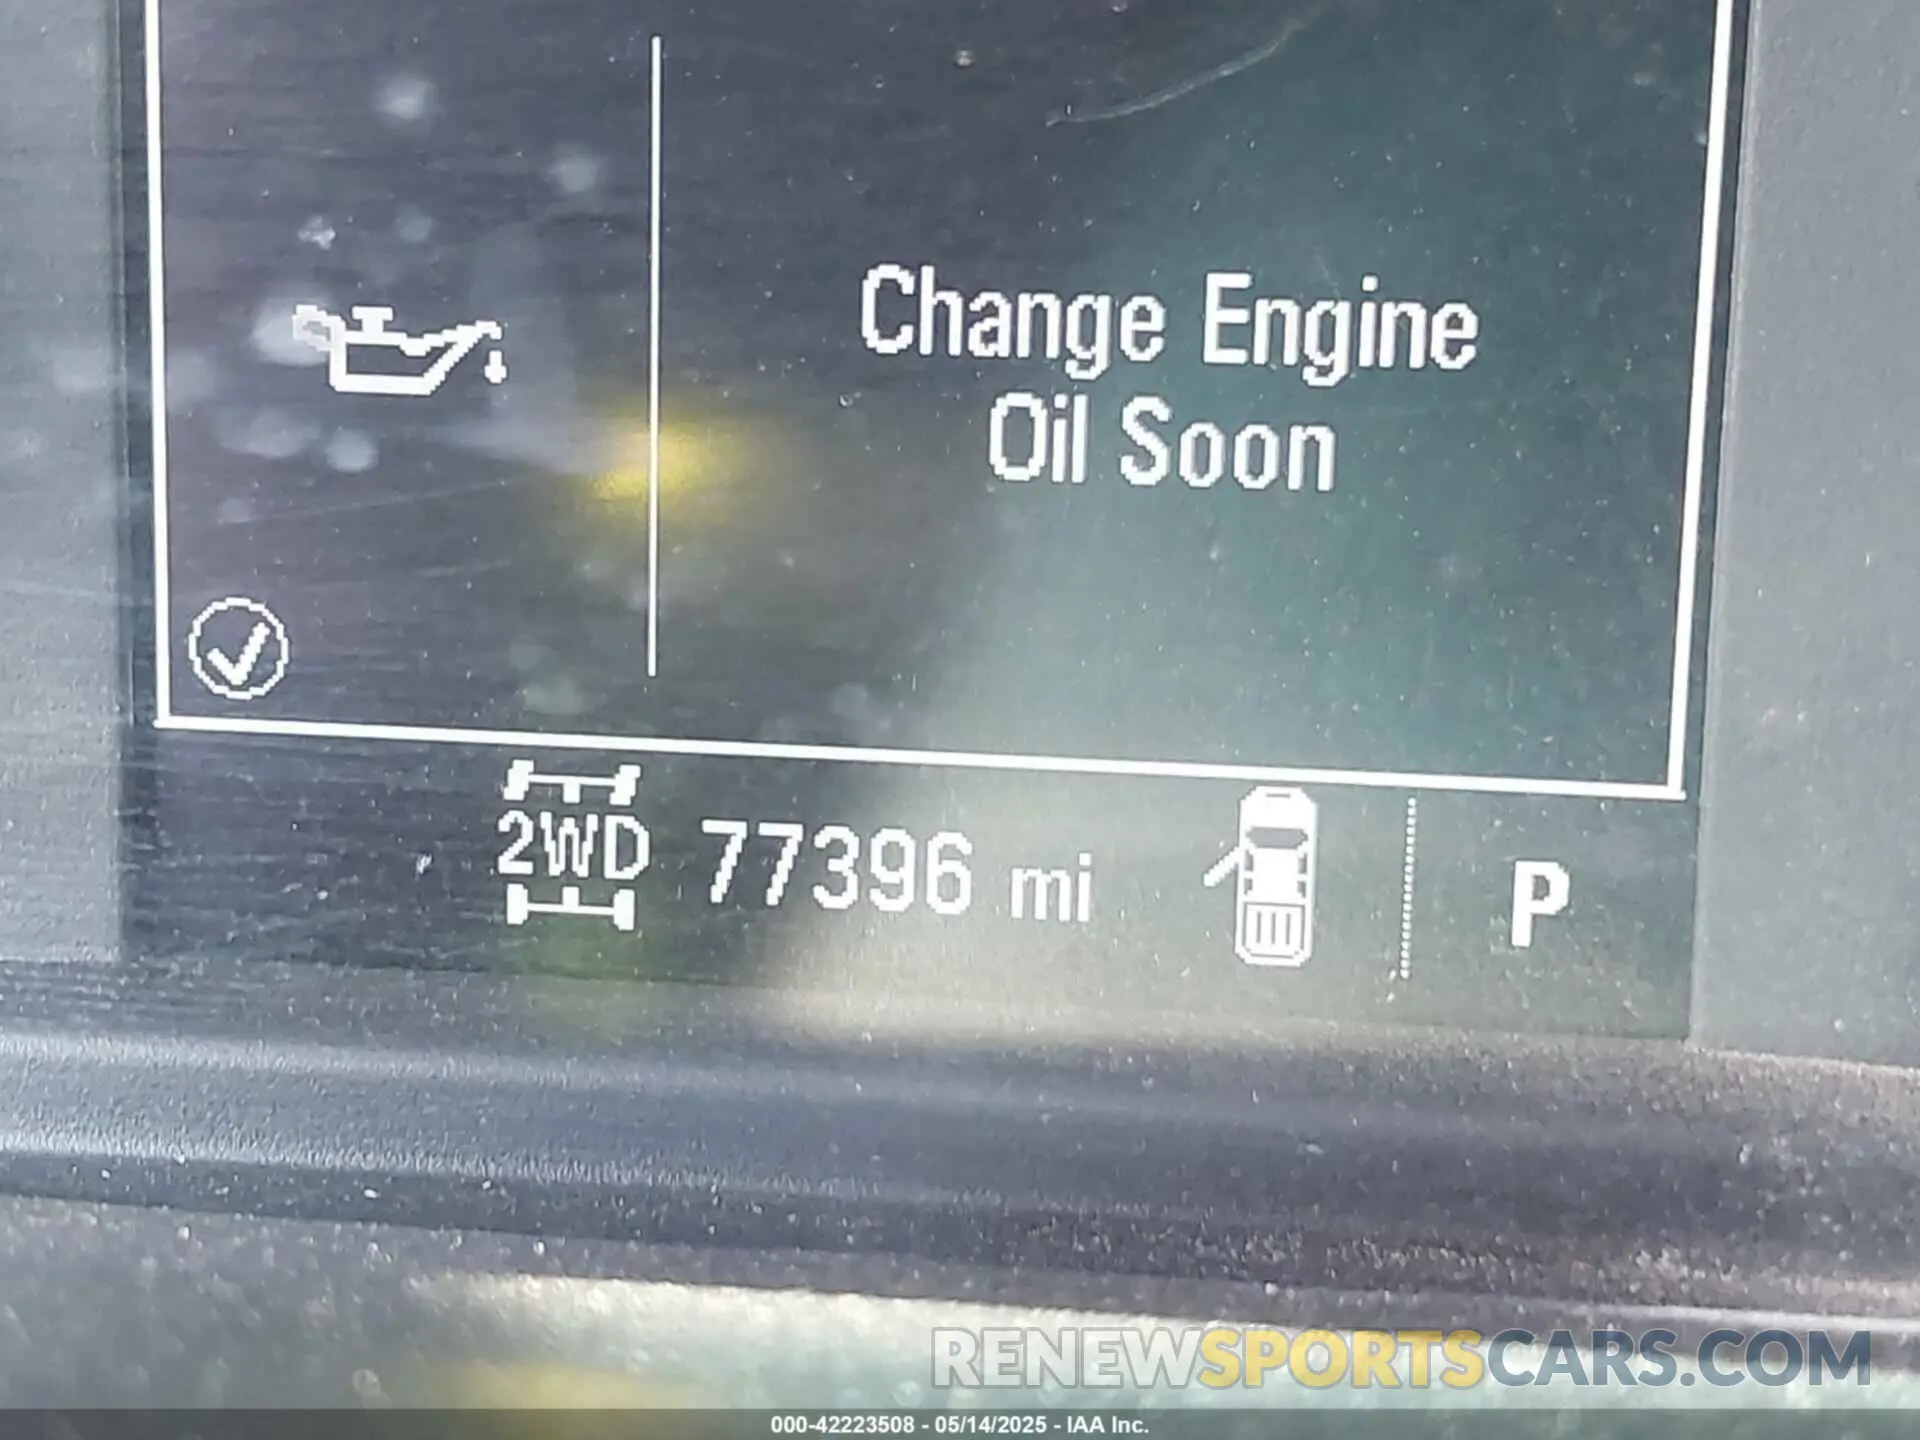 Change Engine
Oil Soon
2WD 77396 mi P
RENEWSPORTSCARS.COM
000-42223508 - 05/14/2025 - IAA Inc.